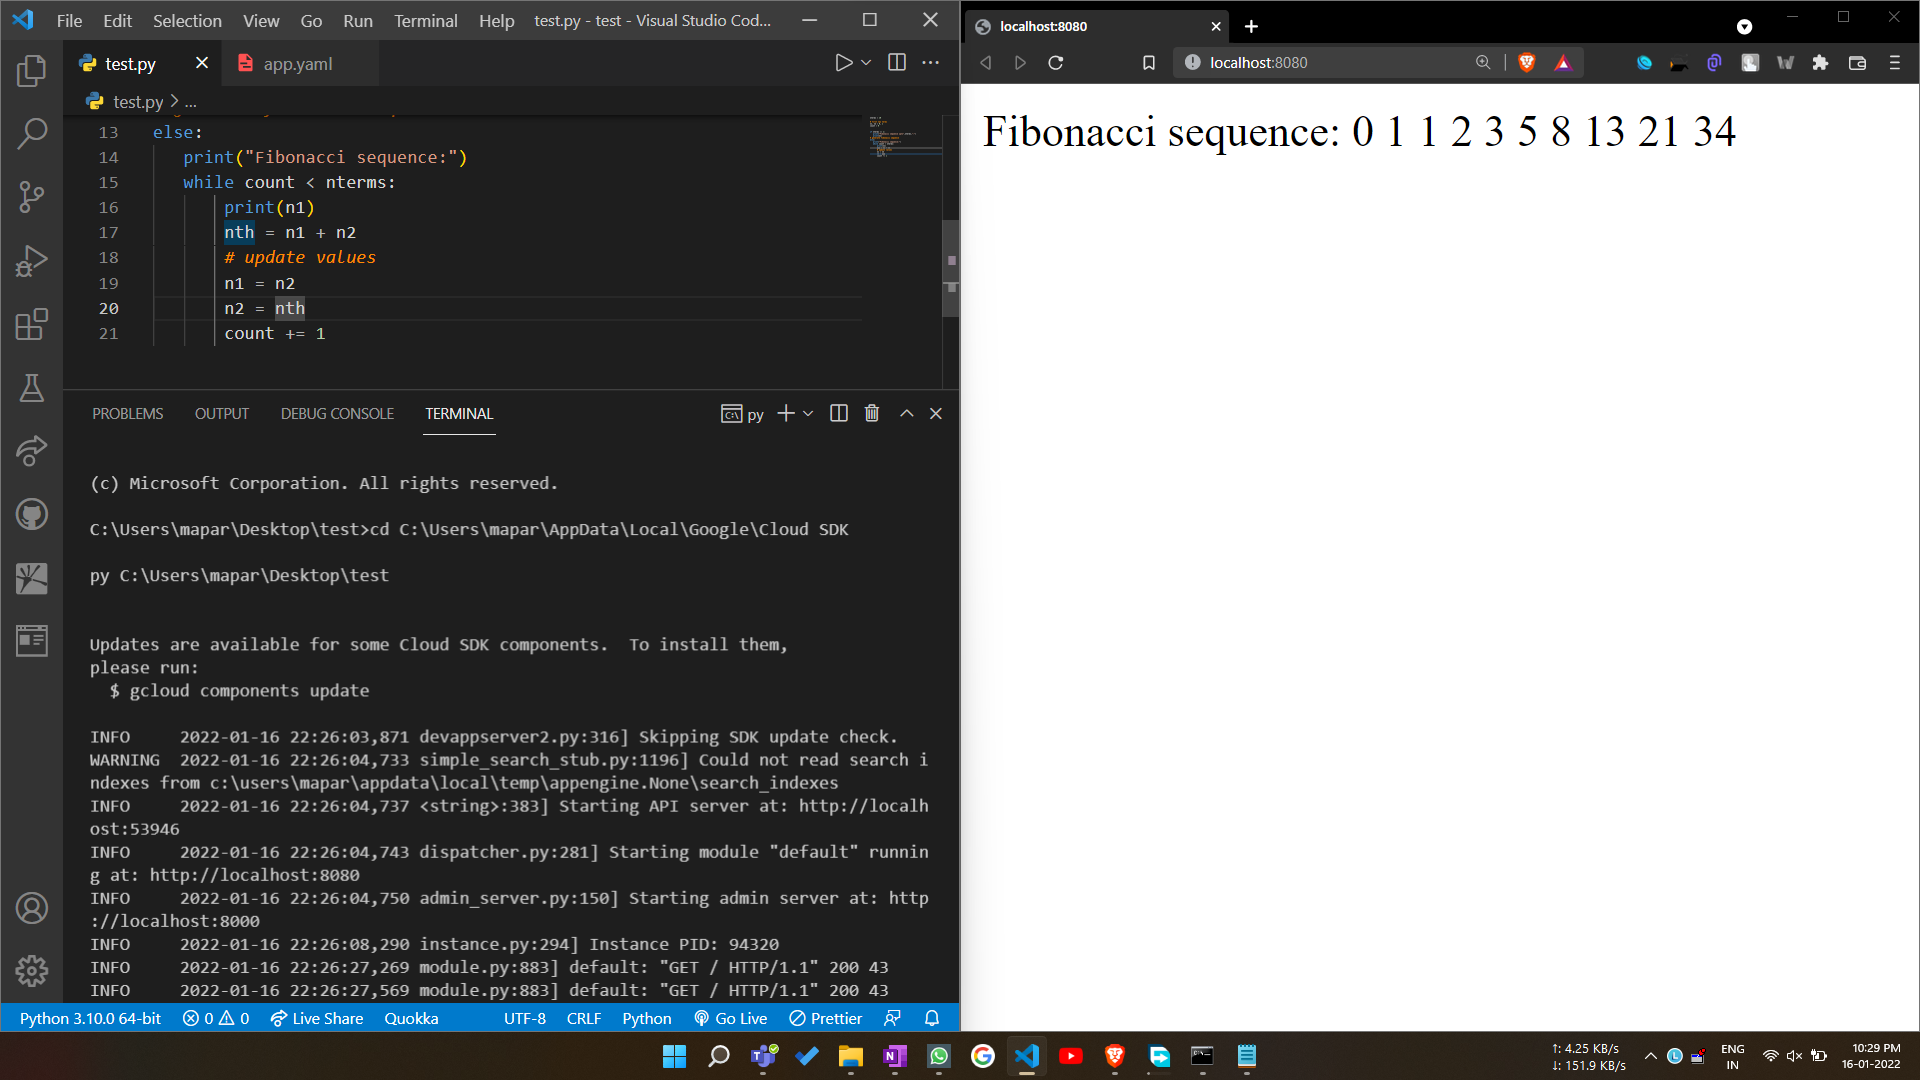 File Edit Selection View Go Run Terminal Help test.py - test - Visual Studio Cod...
test.py app.yaml
test.py > ...
13 else:
14 print("Fibonacci sequence:")
15 while count < nterms:
16 print(n1)
17 nth = n1 + n2
18 # update values
19 n1 = n2
20 n2 = nth
21 count += 1
PROBLEMS OUTPUT DEBUG CONSOLE TERMINAL py
(c) Microsoft Corporation. All rights reserved.
C:\Users\mapar\Desktop\test>cd C:\Users\mapar\AppData\Local\Google\Cloud SDK
py C:\Users\mapar\Desktop\test
Updates are available for some Cloud SDK components.  To install them,
please run:
$ gcloud components update
INFO     2022-01-16 22:26:03,871 devappserver2.py:316] Skipping SDK update check.
WARNING  2022-01-16 22:26:04,733 simple_search_stub.py:1196] Could not read search i
ndexes from c:\users\mapar\appdata\local\temp\appengine.None\search_indexes
INFO     2022-01-16 22:26:04,737 <string>:383] Starting API server at: http://localh
ost:53946
INFO     2022-01-16 22:26:04,743 dispatcher.py:281] Starting module "default" runnin
g at: http://localhost:8080
INFO     2022-01-16 22:26:04,750 admin_server.py:150] Starting admin server at: http
://localhost:8000
INFO     2022-01-16 22:26:08,290 instance.py:294] Instance PID: 94320
INFO     2022-01-16 22:26:27,269 module.py:883] default: "GET / HTTP/1.1" 200 43
INFO     2022-01-16 22:26:27,569 module.py:883] default: "GET / HTTP/1.1" 200 43
Python 3.10.0 64-bit 0 0 Live Share Quokka UTF-8 CRLF Python Go Live Prettier
localhost:8080
localhost:8080
Fibonacci sequence: 0 1 1 2 3 5 8 13 21 34
↑: 4.25 KB/s
↓: 151.9 KB/s
ENG
IN
10:29 PM
16-01-2022